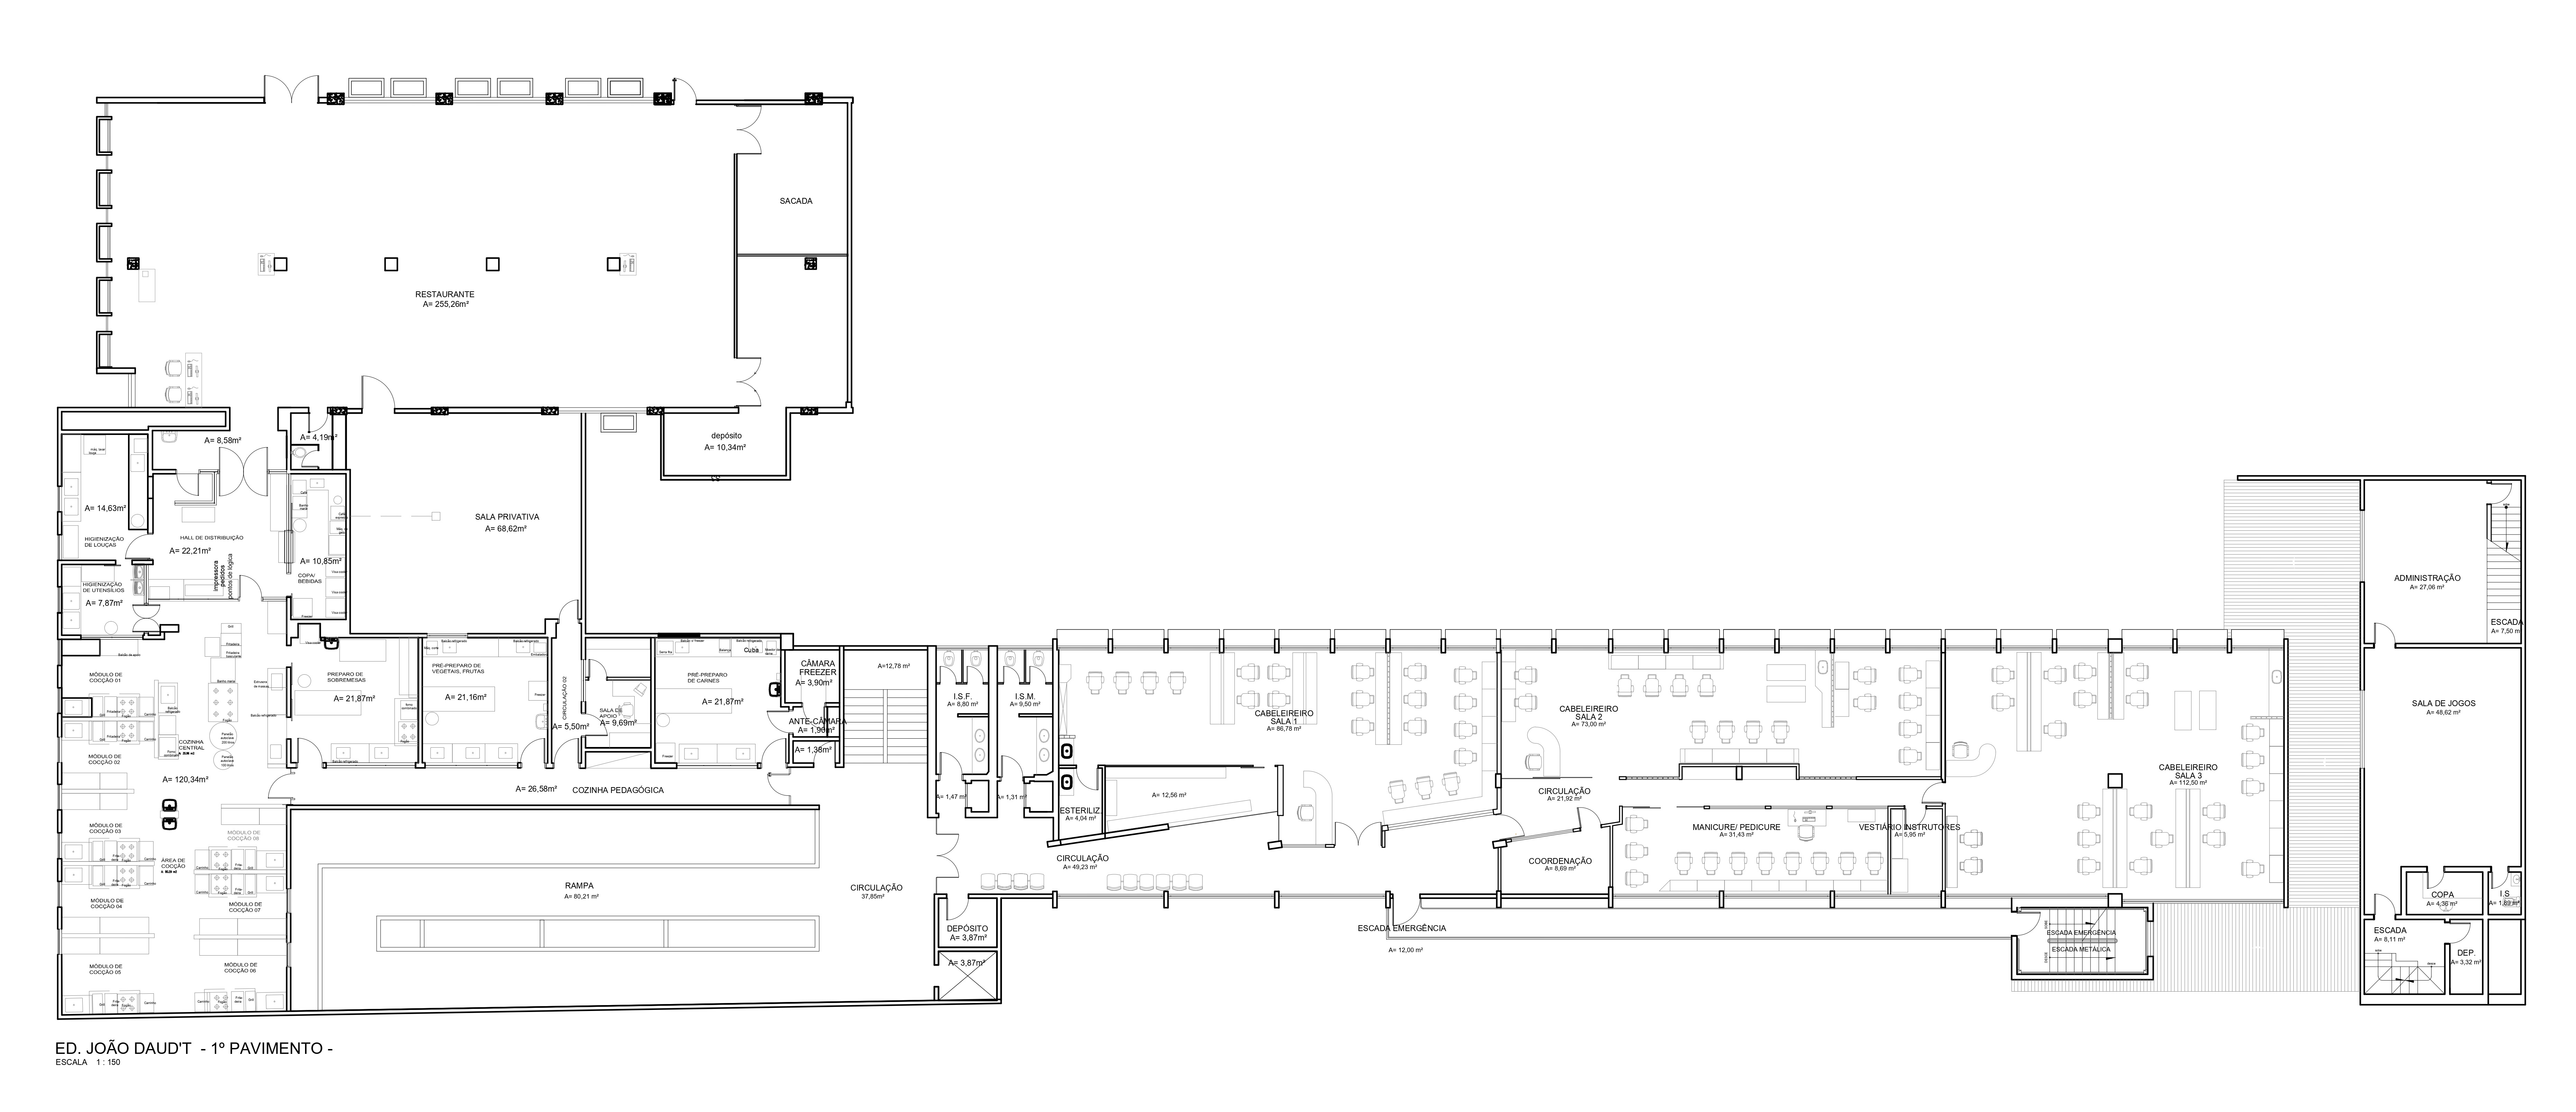 SACADA
RESTAURANTE
A= 255,26m²
A= 8,58m²
A= 4,19m²
depósito
A= 10,34m²
A= 14,63m²
HIGIENIZAÇÃO
DE LOUÇAS
HALL DE DISTRIBUIÇÃO
A= 22,21m²
impressora
pedidos
pontos de lógica
A= 10,85m²
COPA/
BEBIDAS
Freezer
SALA PRIVATIVA
A= 68,62m²
HIGIENIZAÇÃO
DE UTENSÍLIOS
A= 7,87m²
MÓDULO DE
COCÇÃO 01
MÓDULO DE
COCÇÃO 02
COZINHA
CENTRAL
A= 120,34m²
MÓDULO DE
COCÇÃO 03
MÓDULO DE
COCÇÃO 08
ÁREA DE
COCÇÃO
MÓDULO DE
COCÇÃO 04
MÓDULO DE
COCÇÃO 07
MÓDULO DE
COCÇÃO 05
MÓDULO DE
COCÇÃO 06
PREPARO DE
SOBREMESAS
A= 21,87m²
PRÉ-PREPARO DE
VEGETAIS, FRUTAS
A= 21,16m²
CIRCULAÇÃO 02
A= 5,50m²
SALA DE
APOIO
A= 9,69m²
PRÉ-PREPARO
DE CARNES
A= 21,87m²
Cuba
CÂMARA
FREEZER
A= 3,90m²
ANTE-CÂMARA
A= 1,90m²
A= 1,38m²
A= 26,58m²
COZINHA PEDAGÓGICA
A=12,78 m²
RAMPA
A= 80,21 m²
CIRCULAÇÃO
37,85m²
I.S.F.
A= 8,80 m²
I.S.M.
A= 9,50 m²
A= 1,47 m²
A= 1,31 m²
DEPÓSITO
A= 3,87m²
A= 3,87m²
ESTERILIZ.
A= 4,04 m²
A= 12,56 m²
CABELEIREIRO
SALA 1
A= 86,78 m²
CIRCULAÇÃO
A= 49,23 m²
CABELEIREIRO
SALA 2
A= 73,00 m²
CIRCULAÇÃO
A= 21,92 m²
COORDENAÇÃO
A= 8,69 m²
MANICURE/ PEDICURE
A= 31,43 m²
VESTIÁRIO INSTRUTORES
A= 5,95 m²
CABELEIREIRO
SALA 3
A= 112,50 m²
ESCADA EMERGÊNCIA
A= 12,00 m²
ESCADA EMERGÊNCIA
ESCADA METÁLICA
ADMINISTRAÇÃO
A= 27,06 m²
ESCADA
A= 7,50 m
SALA DE JOGOS
A= 48,62 m²
COPA
A= 4,36 m²
I.S
A= 1,69 m²
ESCADA
A= 8,11 m²
DEP.
A= 3,32 m²
ED. JOÃO DAUD'T - 1º PAVIMENTO -
ESCALA 1 : 150